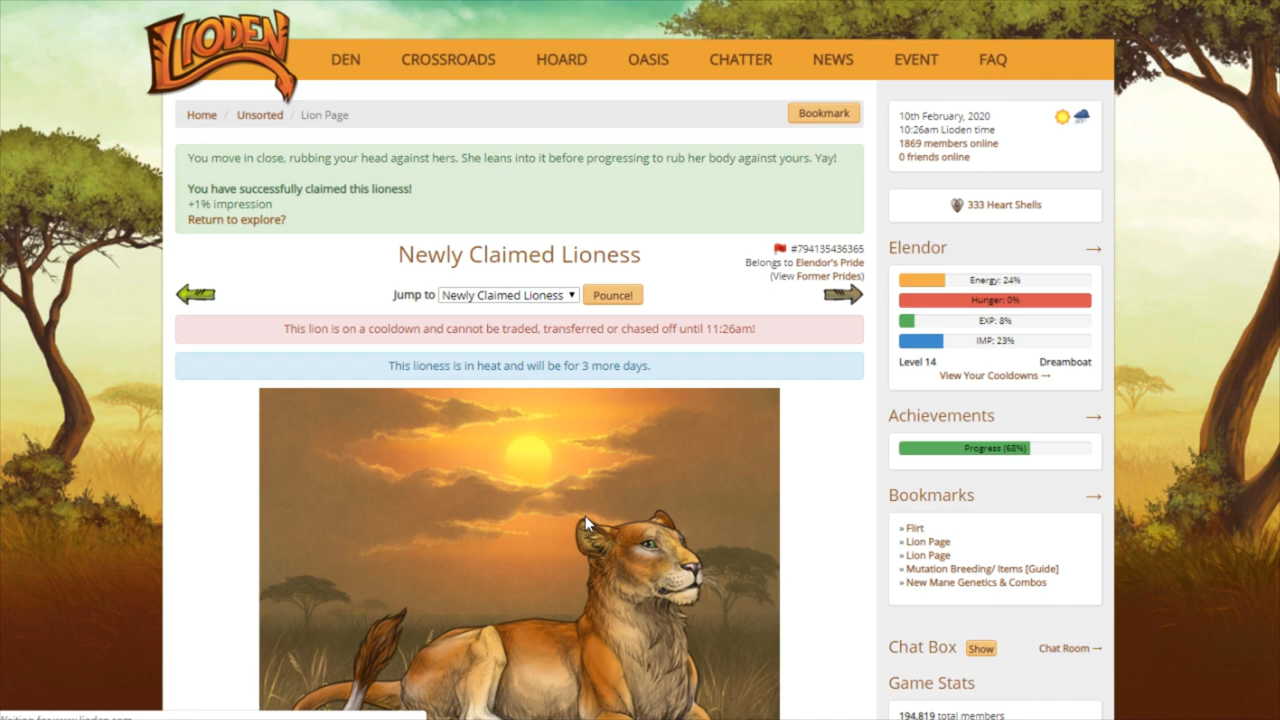 LIODEN
DEN CROSSROADS HOARD OASIS CHATTER NEWS EVENT FAQ
Home / Unsorted / Lion Page
Bookmark
You move in close, rubbing your head against hers. She leans into it before progressing to rub her body against yours. Yay!
You have successfully claimed this lioness!
+1% impression
Return to explore?
Newly Claimed Lioness
#794135436365
Belongs to Elendor's Pride
(View Former Prides)
Jump to Newly Claimed Lioness ▼ Pounce!
This lion is on a cooldown and cannot be traded, transferred or chased off until 11:26am!
This lioness is in heat and will be for 3 more days.
10th February, 2020
10:26am Lioden time
1869 members online
0 friends online
333 Heart Shells
Elendor →
Energy: 24%
Hunger: 0%
EXP: 8%
IMP: 23%
Level 14 Dreamboat
View Your Cooldowns →
Achievements →
Progress (68%)
Bookmarks →
» Flirt
» Lion Page
» Lion Page
» Mutation Breeding/ Items [Guide]
» New Mane Genetics & Combos
Chat Box Show Chat Room →
Game Stats
194,819 total members
Waiting for www.lioden.com